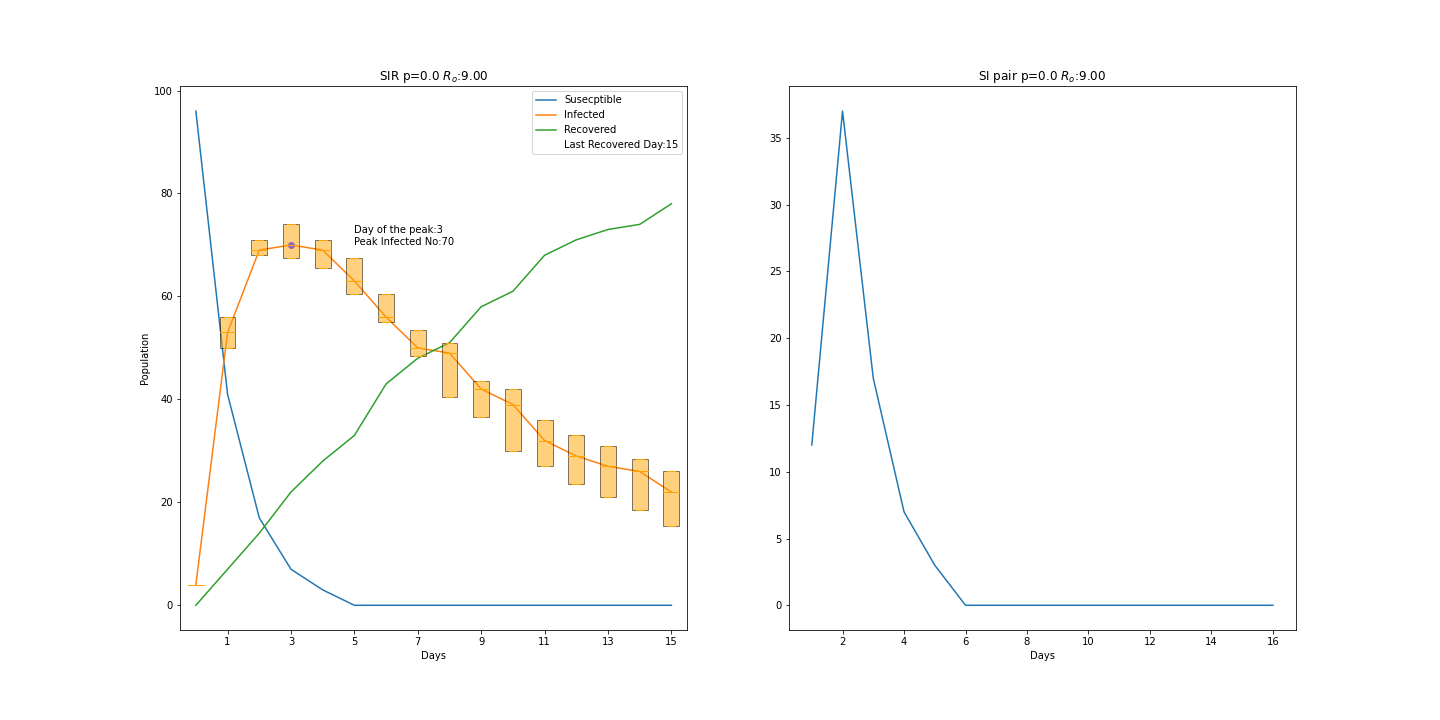 SIR p=0.0 Rₒ:9.00
100
80
60
40
20
0
Population
Susecptible
Infected
Recovered
Last Recovered Day:15
Day of the peak:3
Peak Infected No:70
1 3 5 7 9 11 13 15
Days
SI pair p=0.0 Rₒ:9.00
35
30
25
20
15
10
5
0
2 4 6 8 10 12 14 16
Days